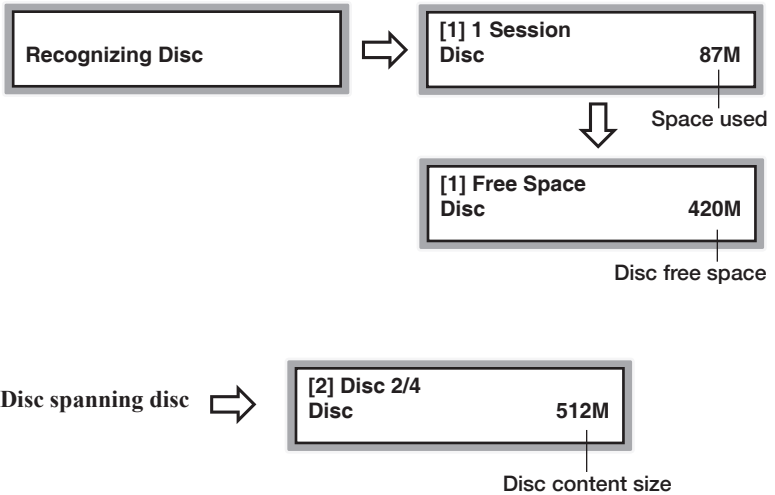 Recognizing Disc
[1] 1 Session
Disc 87M
Space used
[1] Free Space
Disc 420M
Disc free space
Disc spanning disc
[2] Disc 2/4
Disc 512M
Disc content size